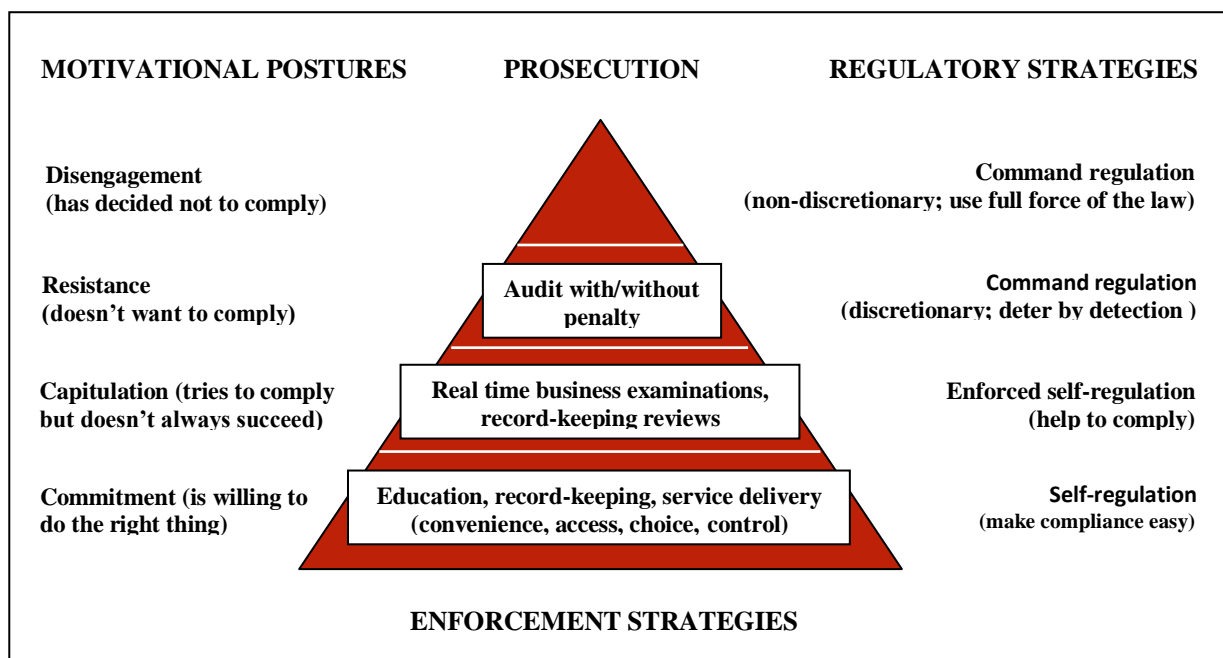 MOTIVATIONAL POSTURES
PROSECUTION
REGULATORY STRATEGIES
Disengagement
(has decided not to comply)
Command regulation
(non-discretionary; use full force of the law)
Resistance
(doesn’t want to comply)
Audit with/without
penalty
Command regulation
(discretionary; deter by detection )
Capitulation (tries to comply
but doesn’t always succeed)
Real time business examinations,
record-keeping reviews
Enforced self-regulation
(help to comply)
Commitment (is willing to
do the right thing)
Education, record-keeping, service delivery
(convenience, access, choice, control)
Self-regulation
(make compliance easy)
ENFORCEMENT STRATEGIES